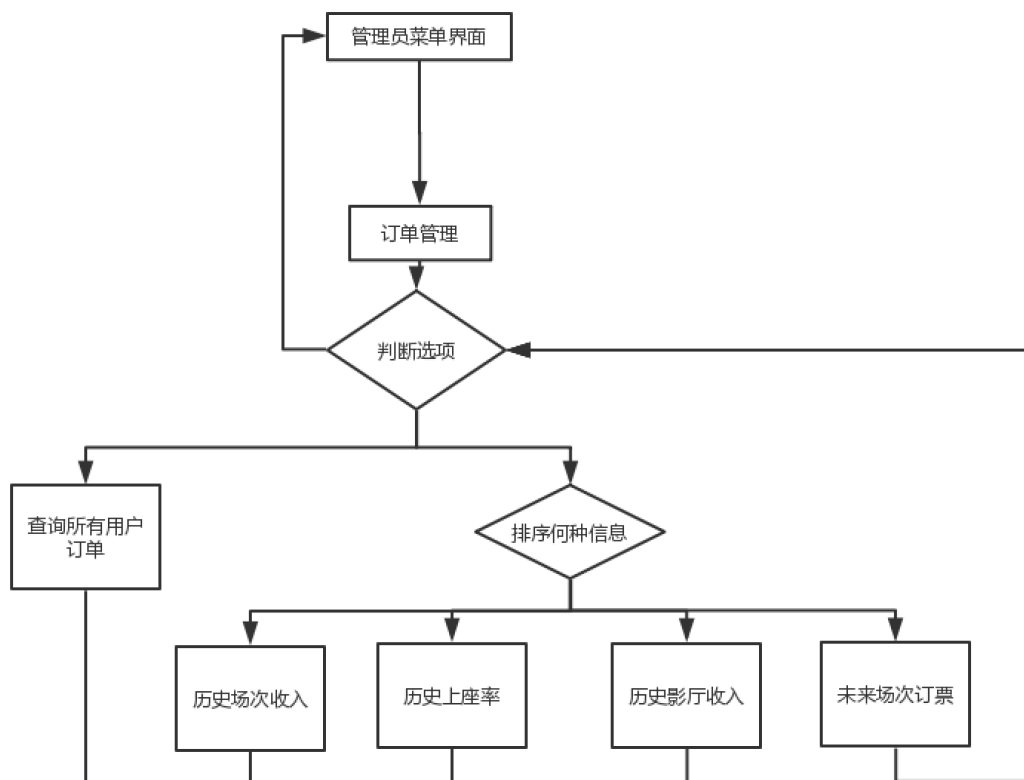 管理员菜单界面
订单管理
判断选项
查询所有用户
订单
排序何种信息
历史场次收入
历史上座率
历史影厅收入
未来场次订票